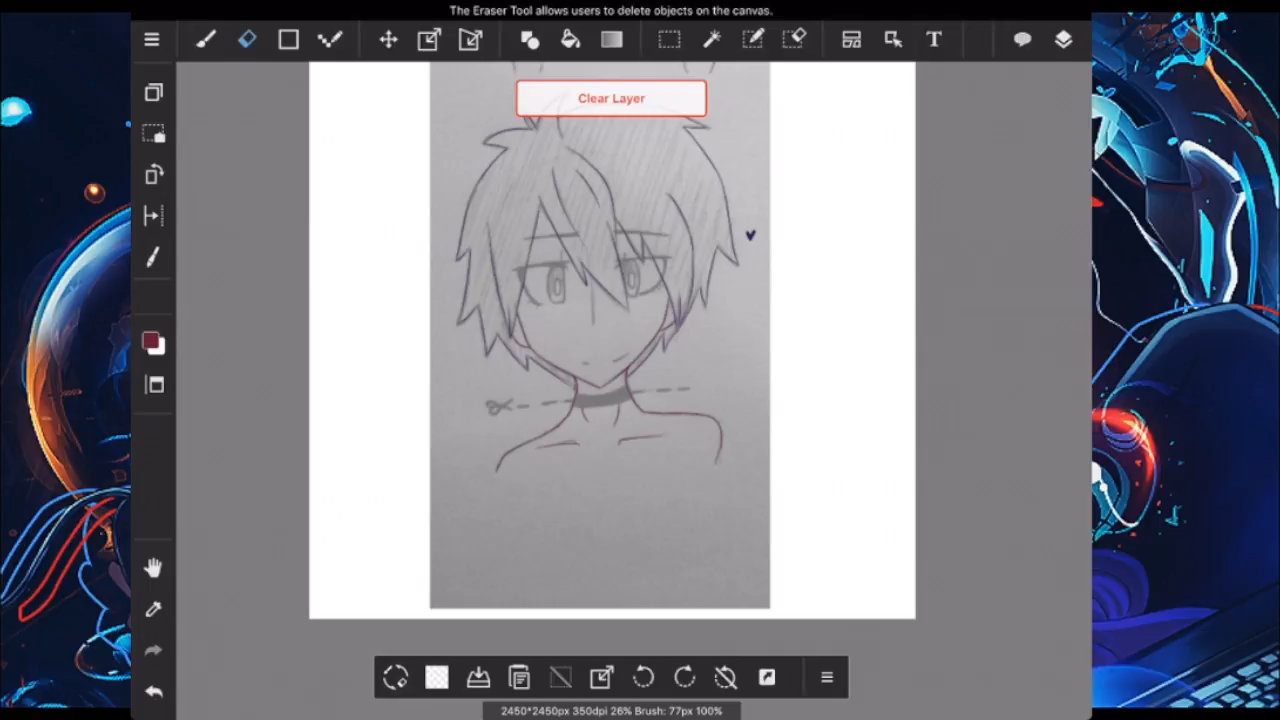 The Eraser Tool allows users to delete objects on the canvas.
T
Clear Layer
2450*2450px 350dpi 26% Brush: 77px 100%